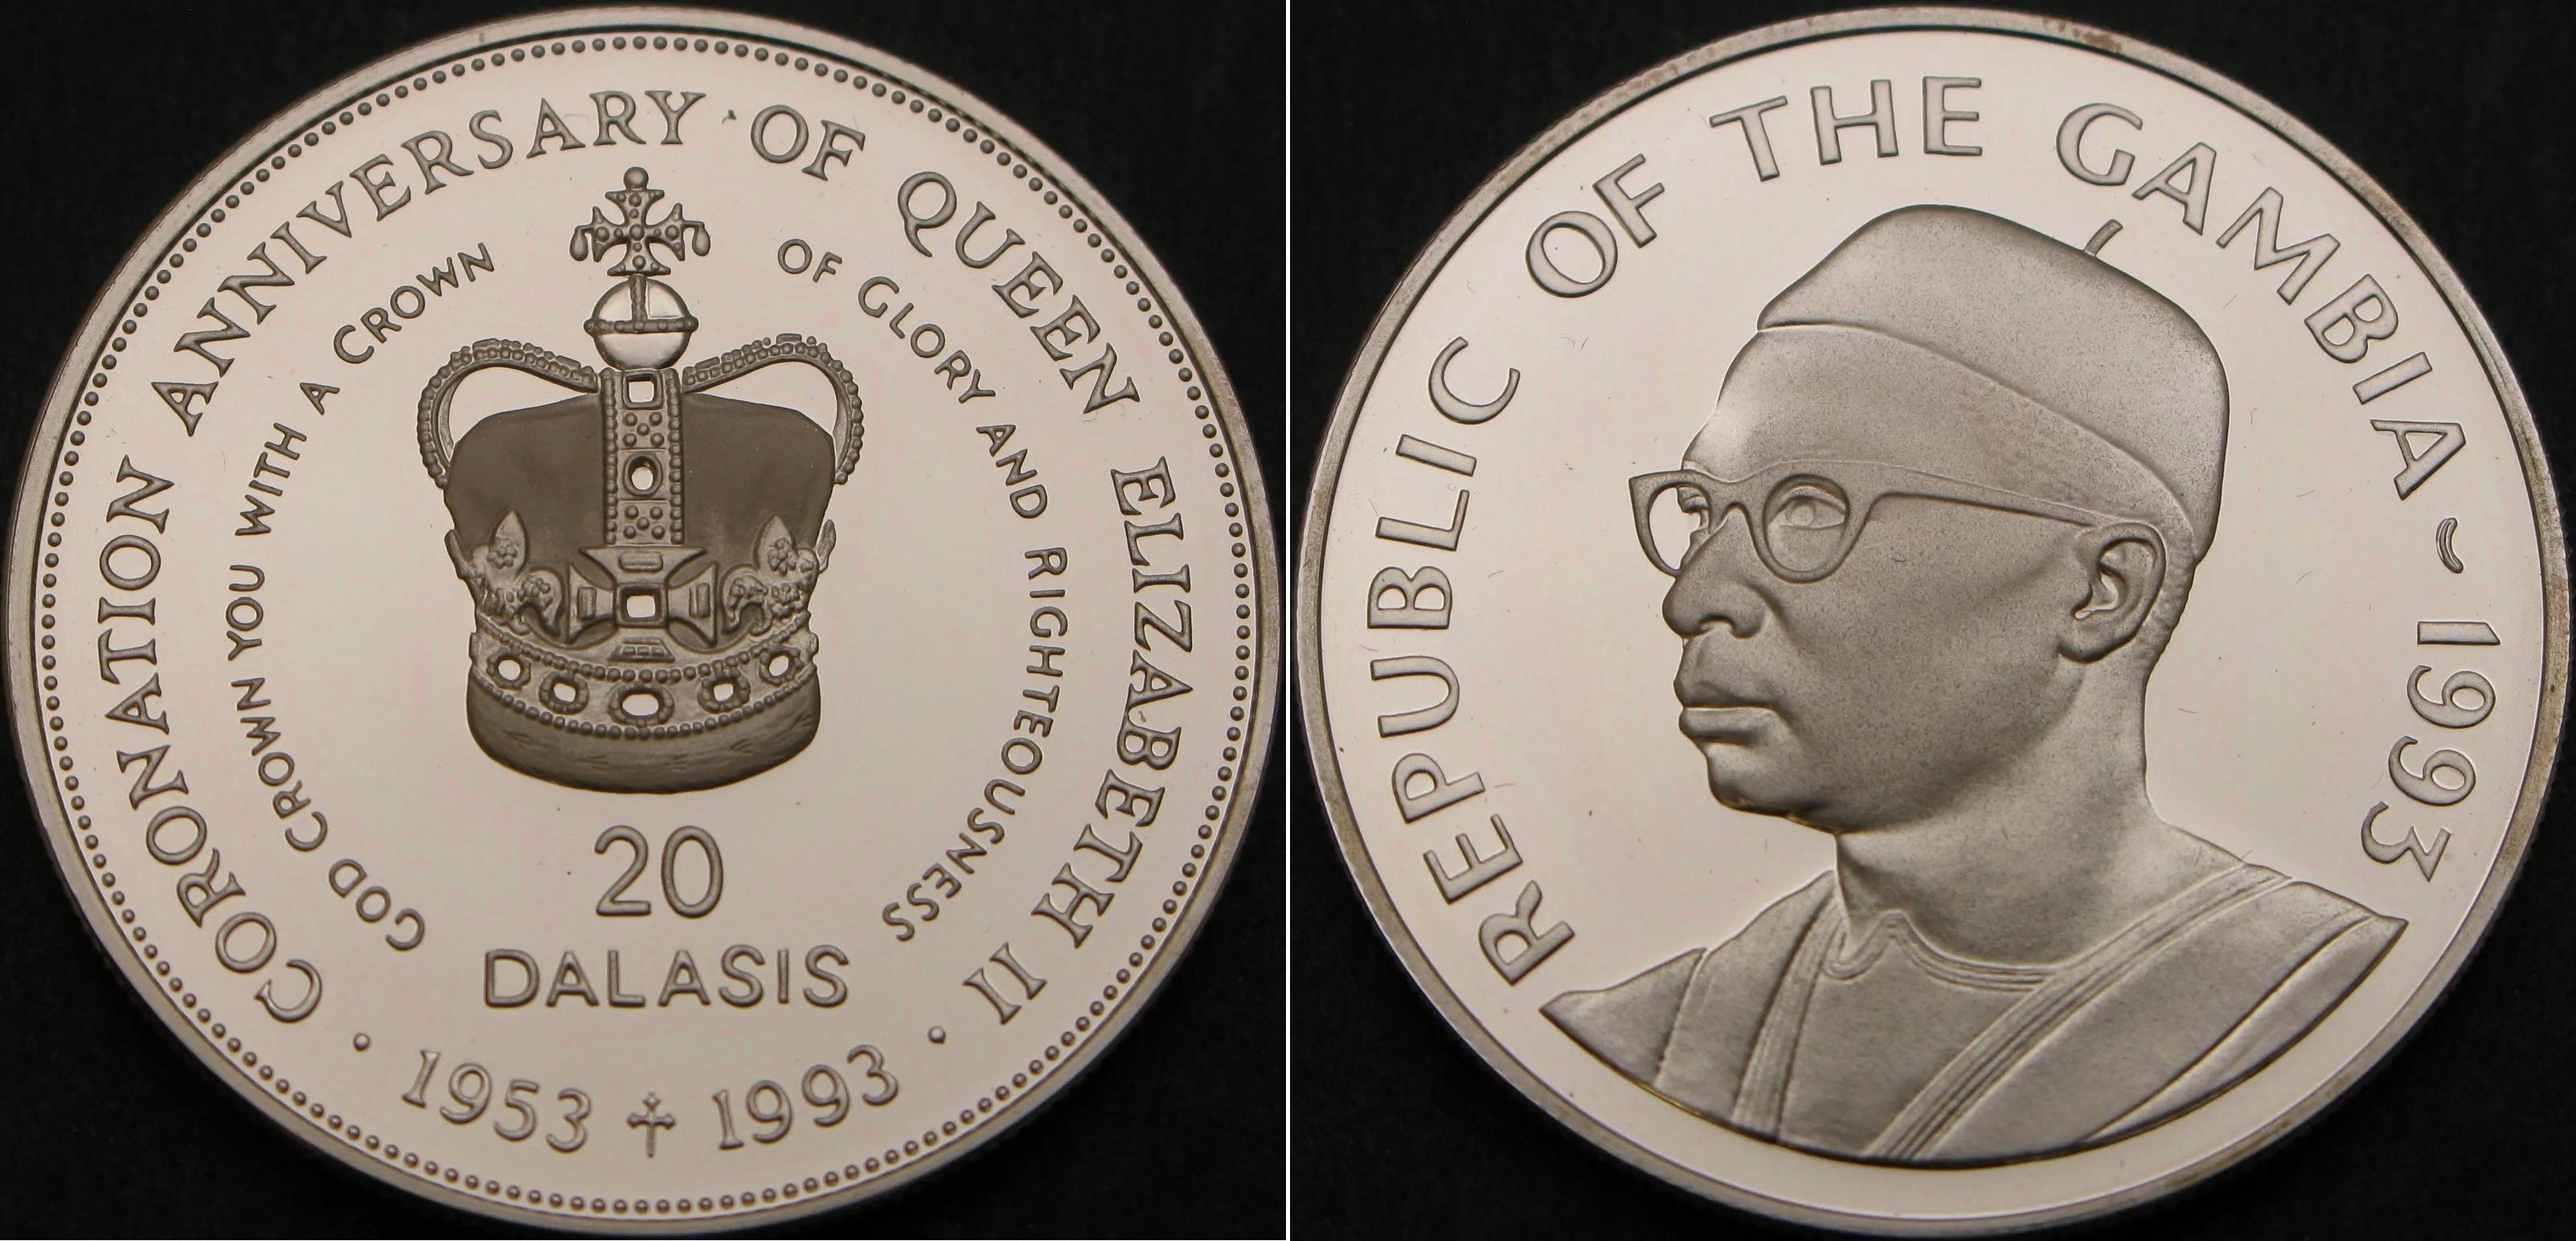 CORONATION ANNIVERSARY OF QUEEN ELIZABETH II
GOD CROWN YOU WITH A CROWN OF GLORY AND RIGHTEOUSNESS
20
DALASIS
· 1953 † 1993 ·
REPUBLIC OF THE GAMBIA ~ 1993